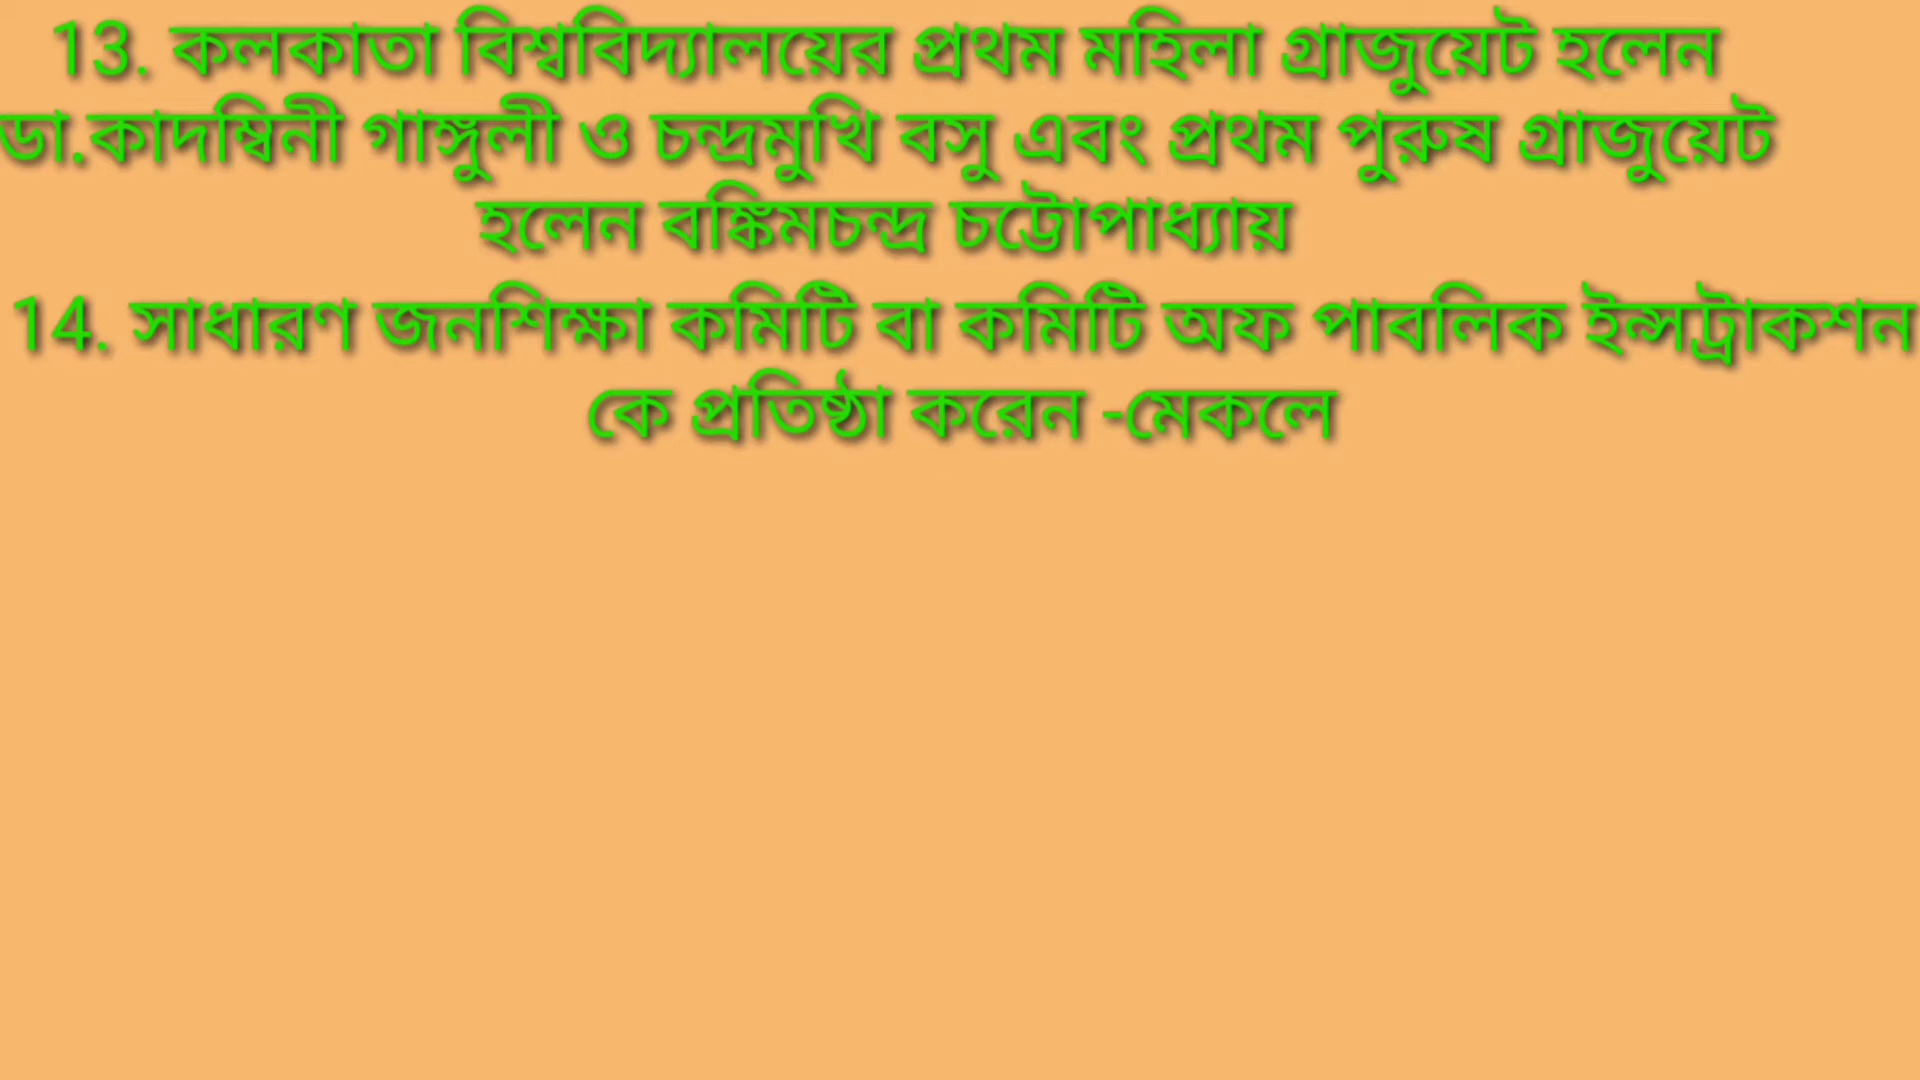 13. কলকাতা বিশ্ববিদ্যালয়ের প্রথম মহিলা গ্রাজুয়েট হলেন
ডা.কাদম্বিনী গাঙ্গুলী ও চন্দ্রমুখি বসু এবং প্রথম পুরুষ গ্রাজুয়েট
হলেন বঙ্কিমচন্দ্র চট্টোপাধ্যায়
14. সাধারণ জনশিক্ষা কমিটি বা কমিটি অফ পাবলিক ইন্সট্রাকশন
কে প্রতিষ্ঠা করেন -মেকলে